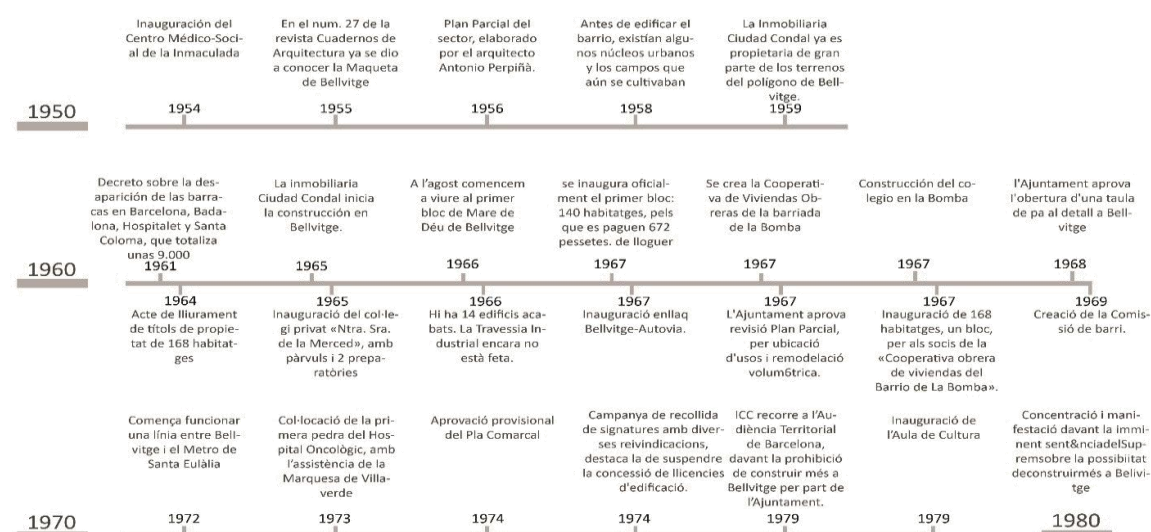 Inauguración del
Centro Médico-Soci-
al de la Inmaculada
En el num. 27 de la
revista Cuadernos de
Arquitectura ya se dio
a conocer la Maqueta
de Bellvitge
Plan Parcial del
sector, elaborado
por el arquitecto
Antonio Perpiñà.
Antes de edificar el
barrio, existían algu-
nos núcleos urbanos
y los campos que
aún se cultivaban
La Inmobiliaria
Ciudad Condal ya es
propietaria de gran
parte de los terrenos
del polígono de Bell-
vitge.
1950
1954
1955
1956
1958
1959
Decreto sobre la des-
aparición de las barra-
cas en Barcelona, Bada-
lona, Hospitalet y Santa
Coloma, que totaliza
unas 9.000
La inmobiliaria
Ciudad Condal inicia
la construcción en
Bellvitge.
A l'agost comencem
a viure al primer
bloc de Mare de
Déu de Bellvitge
se inaugura oficial-
ment el primer bloc:
140 habitatges, pels
que es paguen 672
pessetes. de lloguer
Se crea la Cooperati-
va de Viviendas Ob-
reras de la barriada
de la Bomba
Construcción del co-
legio en la Bomba
l'Ajuntament aprova
l'obertura d'una taula
de pa al detall a Bell-
vitge
1960
1961
1965
1966
1967
1967
1967
1968
1964
1965
1966
1967
1967
1967
1969
Acte de lliurament
de títols de propie-
tat de 168 habitat-
ges
Inauguració del col·le-
gi privat «Ntra. Sra.
de la Merced», amb
pàrvuls i 2 prepa-
ratòries
Hi ha 14 edificis aca-
bats. La Travessia In-
dustrial encara no
està feta.
Inauguración enllaq
Bellvitge-Autovia.
L'Ajuntament aprova
revisió Plan Parcial,
per ubicació
d'usos i remodelació
volum6trica.
Inauguració de 168
habitatges, un bloc,
per als socis de la
«Cooperativa obrera
de viviendas del
Barrio de La Bomba».
Creació de la Comis-
sió de barri.
Comença funcionar
una línia entre Bell-
vitge i el Metro de
Santa Eulàlia
Col·locació de la pri-
mera pedra del Hos-
pital Oncològic, amb
l'assistència de la
Marquesa de Villa-
verde
Aprovació provisional
del Pla Comarcal
Campanya de recollida
de signatures amb diver-
ses reivindicacions,
destaca la de suspendre
la concessió de llicencies
d'edificació.
ICC recorre a l'Au-
diència Territorial
de Barcelona,
davant la prohibició
de construir més a
Bellvitge per part de
l'Ajuntament.
Inauguració de
l'Aula de Cultura
Concentració i mani-
festació davant la immi-
nent sent&nciadelSup-
remsobre la possibiitat
deconstruirmés a Belivi-
tge
1970
1972
1973
1974
1974
1979
1979
1980